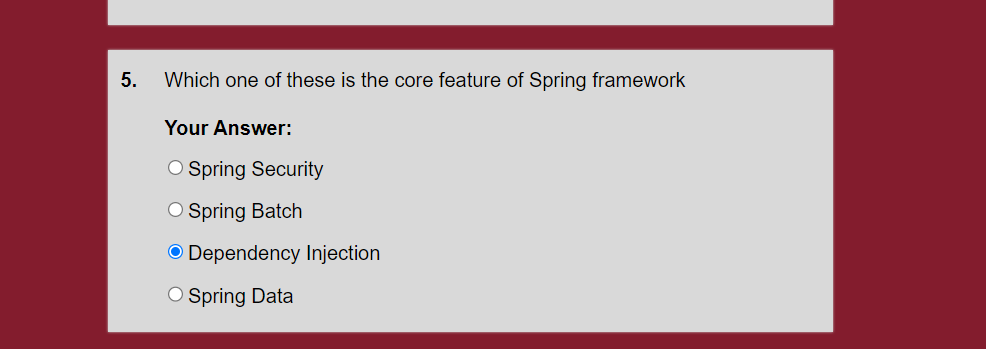 5. Which one of these is the core feature of Spring framework
Your Answer:
Spring Security
Spring Batch
Dependency Injection
Spring Data